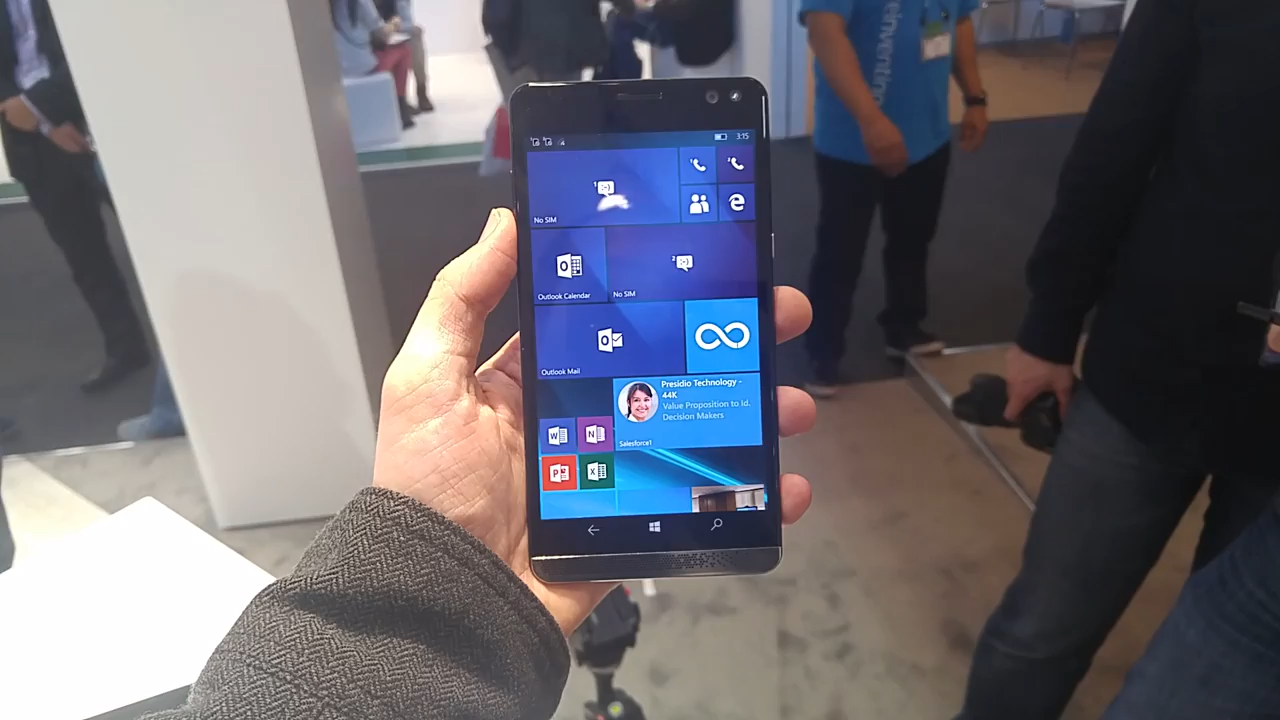 einventing
3:15
No SIM
Outlook Calendar
No SIM
Outlook Mail
Presidio Technology -
44K
Value Proposition to Id.
Decision Makers
Salesforce1